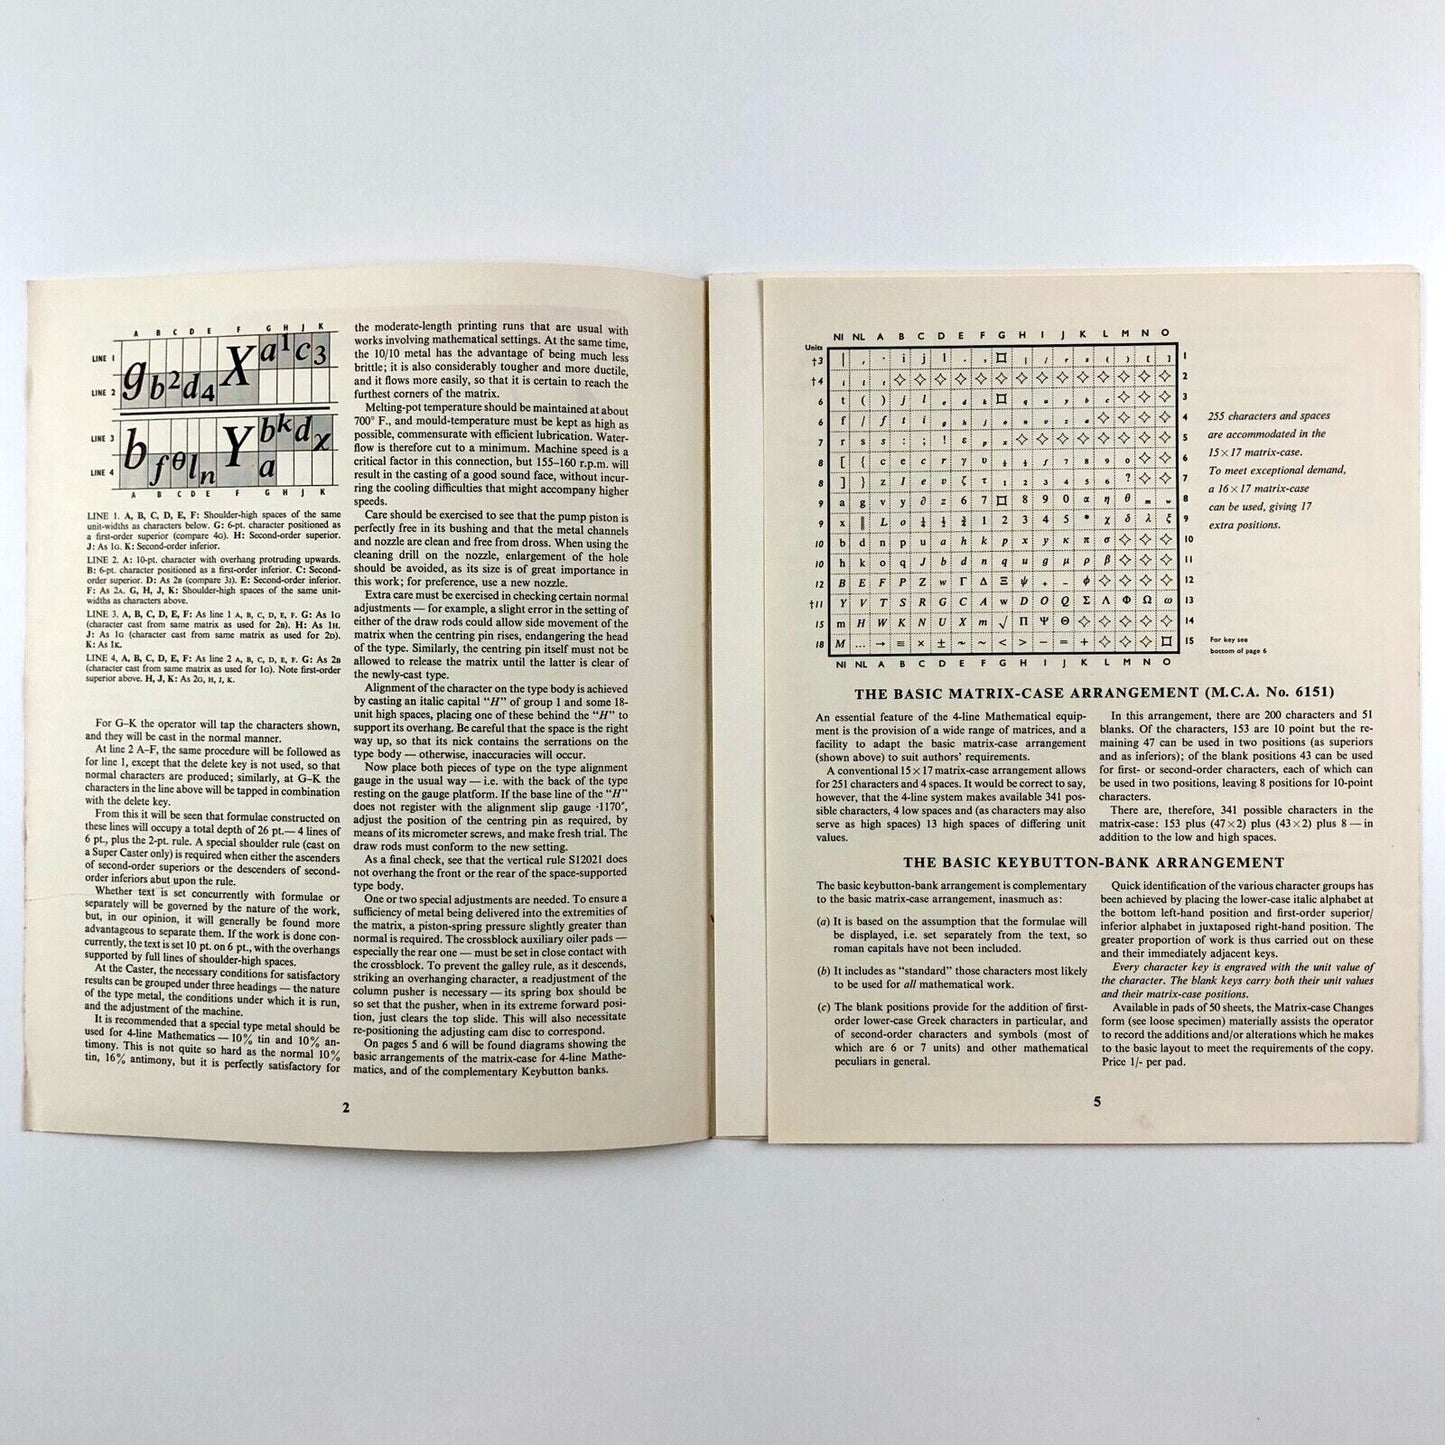 A B C D E F G H J K
LINE 1
g b 2 d 4 X a 1 c 3
LINE 2
LINE 3
b f θ l n Y b k d χ
a
LINE 4
A B C D E F G H J K
LINE 1. A, B, C, D, E, F: Shoulder-high spaces of the same
unit-widths as characters below. G: 6-pt. character positioned as
a first-order superior (compare 4G). H: Second-order superior.
J: As 1G. K: Second-order inferior.
LINE 2. A: 10-pt. character with overhang protruding upwards.
B: 6-pt. character positioned as a first-order inferior. C: Second-
order superior. D: As 2B (compare 3J). E: Second-order inferior.
F: As 2A. G, H, J, K: Shoulder-high spaces of the same unit-
widths as characters above.
LINE 3. A, B, C, D, E, F: As line 1 A, B, C, D, E, F. G: As 1G
(character cast from same matrix as used for 2B). H: As 1H.
J: As 1G (character cast from same matrix as used for 2D).
K: As 1K.
LINE 4, A, B, C, D, E, F: As line 2 A, B, C, D, E, F. G: As 2B
(character cast from same matrix as used for 1G). Note first-order
superior above. H, J, K: As 2G, H, J, K.
For G–K the operator will tap the characters shown,
and they will be cast in the normal manner.
At line 2 A–F, the same procedure will be followed as
for line 1, except that the delete key is not used, so that
normal characters are produced; similarly, at G–K the
characters in the line above will be tapped in combination
with the delete key.
From this it will be seen that formulae constructed on
these lines will occupy a total depth of 26 pt.— 4 lines of
6 pt., plus the 2-pt. rule. A special shoulder rule (cast on
a Super Caster only) is required when either the ascenders
of second-order superiors or the descenders of second-
order inferiors abut upon the rule.
Whether text is set concurrently with formulae or
separately will be governed by the nature of the work,
but, in our opinion, it will generally be found more
advantageous to separate them. If the work is done con-
currently, the text is set 10 pt. on 6 pt., with the overhangs
supported by full lines of shoulder-high spaces.
At the Caster, the necessary conditions for satisfactory
results can be grouped under three headings — the nature
of the type metal, the conditions under which it is run,
and the adjustment of the machine.
It is recommended that a special type metal should be
used for 4-line Mathematics — 10% tin and 10% an-
timony. This is not quite so hard as the normal 10%
tin, 16% antimony, but it is perfectly satisfactory for
the moderate-length printing runs that are usual with
works involving mathematical settings. At the same time,
the 10/10 metal has the advantage of being much less
brittle; it is also considerably tougher and more ductile,
and it flows more easily, so that it is certain to reach the
furthest corners of the matrix.
Melting-pot temperature should be maintained at about
700° F., and mould-temperature must be kept as high as
possible, commensurate with efficient lubrication. Water-
flow is therefore cut to a minimum. Machine speed is a
critical factor in this connection, but 155–160 r.p.m. will
result in the casting of a good sound face, without incur-
ring the cooling difficulties that might accompany higher
speeds.
Care should be exercised to see that the pump piston is
perfectly free in its bushing and that the metal channels
and nozzle are clean and free from dross. When using the
cleaning drill on the nozzle, enlargement of the hole
should be avoided, as its size is of great importance in
this work; for preference, use a new nozzle.
Extra care must be exercised in checking certain normal
adjustments — for example, a slight error in the setting of
either of the draw rods could allow side movement of the
matrix when the centring pin rises, endangering the head
of the type. Similarly, the centring pin itself must not be
allowed to release the matrix until the latter is clear of
the newly-cast type.
Alignment of the character on the type body is achieved
by casting an italic capital “H” of group 1 and some 18-
unit high spaces, placing one of these behind the “H” to
support its overhang. Be careful that the space is the right
way up, so that its nick contains the serrations on the
type body — otherwise, inaccuracies will occur.
Now place both pieces of type on the type alignment
gauge in the usual way — i.e. with the back of the type
resting on the gauge platform. If the base line of the “H”
does not register with the alignment slip gauge ·1170″,
adjust the position of the centring pin as required, by
means of its micrometer screws, and make fresh trial. The
draw rods must conform to the new setting.
As a final check, see that the vertical rule S12021 does
not overhang the front or the rear of the space-supported
type body.
One or two special adjustments are needed. To ensure a
sufficiency of metal being delivered into the extremities of
the matrix, a piston-spring pressure slightly greater than
normal is required. The crossblock auxiliary oiler pads —
especially the rear one — must be set in close contact with
the crossblock. To prevent the galley rule, as it descends,
striking an overhanging character, a readjustment of the
column pusher is necessary — its spring box should be
so set that the pusher, when in its extreme forward posi-
tion, just clears the top slide. This will also necessitate
re-positioning the adjusting cam disc to correspond.
On pages 5 and 6 will be found diagrams showing the
basic arrangements of the matrix-case for 4-line Mathe-
matics, and of the complementary Keybutton banks.
2
NI NL A B C D E F G H I J K L M N O
Units
†3 1
†4 2
6 3
6 4
7 5
8 6
8 7
9 8
9 9
10 b d n p u a h k p x y κ π σ 10
10 h k o q J b d n q u g μ ρ β 11
12 B E F P Z w Γ Δ Ξ ψ + − φ 12
†11 Y V T S R G C A w D O Q Σ Λ Φ Ω ω 13
15 m H W K N U X m √ Π Ψ Θ 14
18 M ... → ≡ × ± ∼ ∼ < > − = + 15
NI NL A B C D E F G H I J K L M N O
255 characters and spaces
are accommodated in the
15×17 matrix-case.
To meet exceptional demand,
a 16×17 matrix-case
can be used, giving 17
extra positions.
For key see
bottom of page 6
THE BASIC MATRIX-CASE ARRANGEMENT (M.C.A. No. 6151)
An essential feature of the 4-line Mathematical equip-
ment is the provision of a wide range of matrices, and a
facility to adapt the basic matrix-case arrangement
(shown above) to suit authors’ requirements.
A conventional 15×17 matrix-case arrangement allows
for 251 characters and 4 spaces. It would be correct to say,
however, that the 4-line system makes available 341 pos-
sible characters, 4 low spaces and (as characters may also
serve as high spaces) 13 high spaces of differing unit
values.
In this arrangement, there are 200 characters and 51
blanks. Of the characters, 153 are 10 point but the re-
maining 47 can be used in two positions (as superiors
and as inferiors); of the blank positions 43 can be used
for first- or second-order characters, each of which can
be used in two positions, leaving 8 positions for 10-point
characters.
There are, therefore, 341 possible characters in the
matrix-case: 153 plus (47×2) plus (43×2) plus 8 — in
addition to the low and high spaces.
THE BASIC KEYBUTTON-BANK ARRANGEMENT
The basic keybutton-bank arrangement is complementary
to the basic matrix-case arrangement, inasmuch as:
(a) It is based on the assumption that the formulae will
be displayed, i.e. set separately from the text, so
roman capitals have not been included.
(b) It includes as “standard” those characters most likely
to be used for all mathematical work.
(c) The blank positions provide for the addition of first-
order lower-case Greek characters in particular, and
of second-order characters and symbols (most of
which are 6 or 7 units) and other mathematical
peculiars in general.
Quick identification of the various character groups has
been achieved by placing the lower-case italic alphabet at
the bottom left-hand position and first-order superior/
inferior alphabet in juxtaposed right-hand position. The
greater proportion of work is thus carried out on these
and their immediately adjacent keys.
Every character key is engraved with the unit value of
the character. The blank keys carry both their unit values
and their matrix-case positions.
Available in pads of 50 sheets, the Matrix-case Changes
form (see loose specimen) materially assists the operator
to record the additions and/or alterations which he makes
to the basic layout to meet the requirements of the copy.
Price 1/- per pad.
5